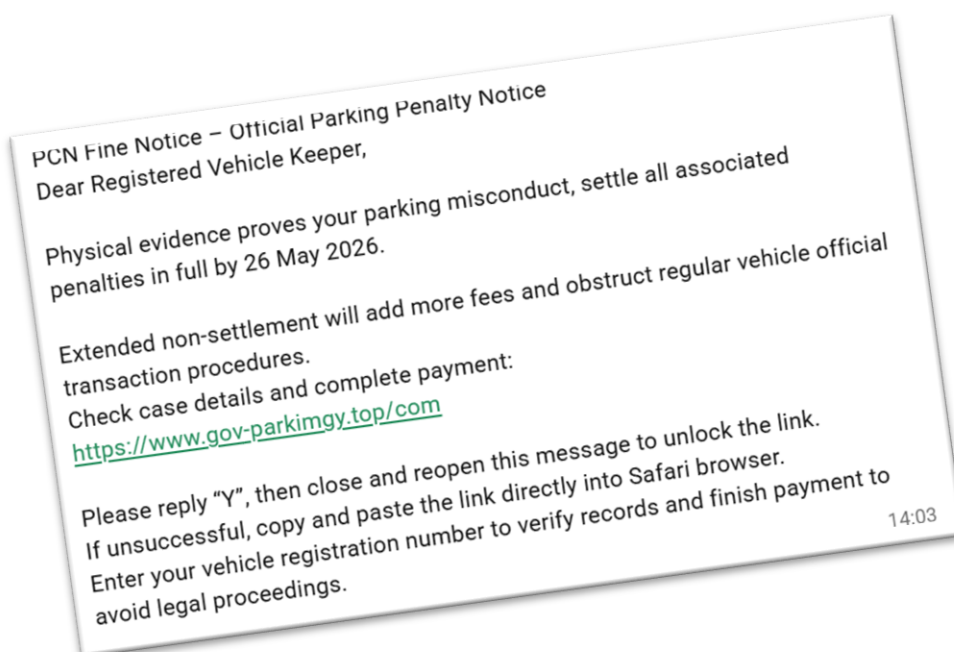 PCN Fine Notice – Official Parking Penalty Notice
Dear Registered Vehicle Keeper,
Physical evidence proves your parking misconduct, settle all associated
penalties in full by 26 May 2026.
Extended non-settlement will add more fees and obstruct regular vehicle official
transaction procedures.
Check case details and complete payment:
https://www.gov-parkimgy.top/com
Please reply “Y”, then close and reopen this message to unlock the link.
If unsuccessful, copy and paste the link directly into Safari browser.
Enter your vehicle registration number to verify records and finish payment to
avoid legal proceedings.
14:03